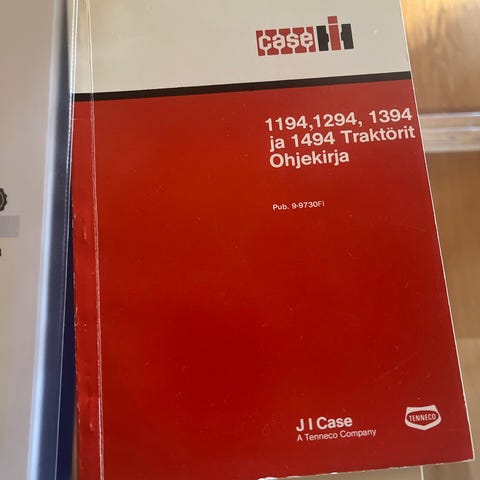 case IH
1194,1294, 1394
ja 1494 Traktörit
Ohjekirja
Pub. 9-9730FI
J I Case
A Tenneco Company
TENNECO